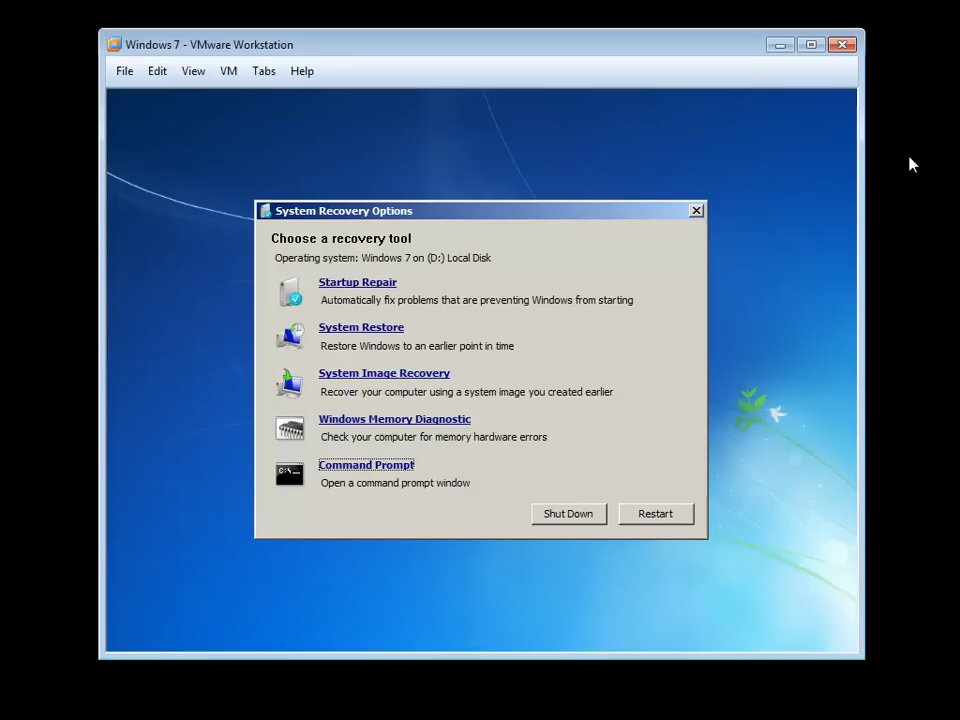 Windows 7 - VMware Workstation
File Edit View VM Tabs Help
System Recovery Options
Choose a recovery tool
Operating system: Windows 7 on (D:) Local Disk
Startup Repair
Automatically fix problems that are preventing Windows from starting
System Restore
Restore Windows to an earlier point in time
System Image Recovery
Recover your computer using a system image you created earlier
Windows Memory Diagnostic
Check your computer for memory hardware errors
C:\_
Command Prompt
Open a command prompt window
Shut Down Restart